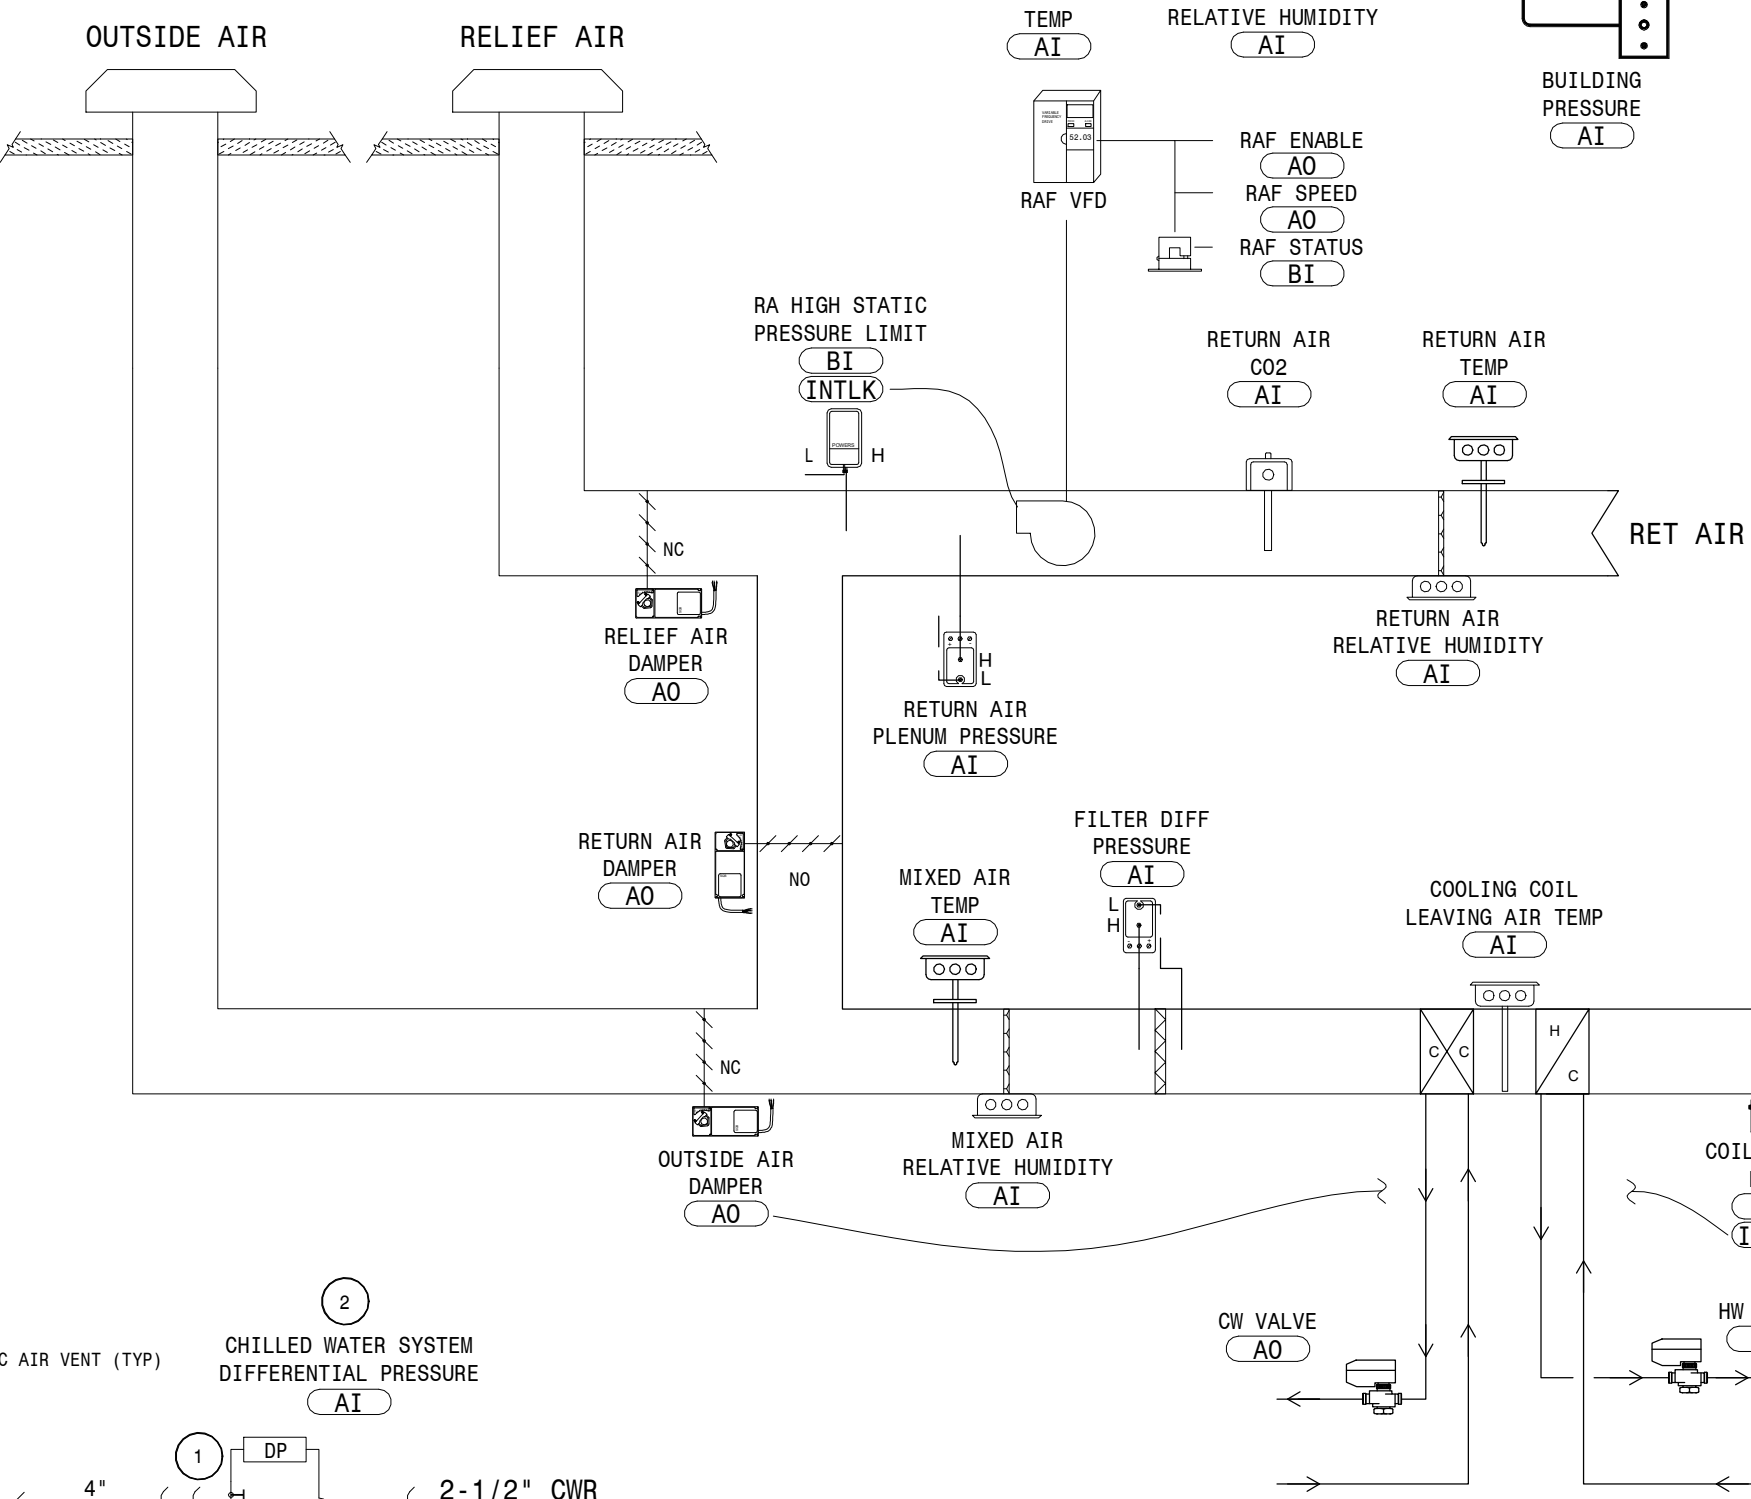 OUTSIDE AIR
RELIEF AIR
TEMP
AI
RELATIVE HUMIDITY
AI
BUILDING
PRESSURE
AI
VARIABLE
FREQUENCY
DRIVE
52.03
RAF VFD
RAF ENABLE
AO
RAF SPEED
AO
RAF STATUS
BI
RA HIGH STATIC
PRESSURE LIMIT
BI
INTLK
POWERS
L H
RETURN AIR
CO2
AI
RETURN AIR
TEMP
AI
RET AIR
NC
RELIEF AIR
DAMPER
AO
H
L
RETURN AIR
PLENUM PRESSURE
AI
RETURN AIR
RELATIVE HUMIDITY
AI
RETURN AIR
DAMPER
AO
NO
MIXED AIR
TEMP
AI
FILTER DIFF
PRESSURE
AI
L
H
COOLING COIL
LEAVING AIR TEMP
AI
C C
H
C
NC
OUTSIDE AIR
DAMPER
AO
MIXED AIR
RELATIVE HUMIDITY
AI
COIL
I
2
CHILLED WATER SYSTEM
DIFFERENTIAL PRESSURE
AI
C AIR VENT (TYP)
CW VALVE
AO
HW
1
DP
4"
2-1/2" CWR